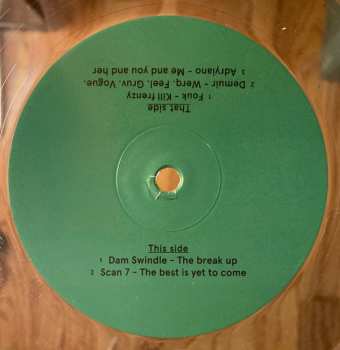 This side
1 Dam Swindle - The break up
2 Scan 7 - The best is yet to come
That side
1 Fouk - Kill frenzy
2 Demuir - Werq. Feel. Gruv. Vogue.
3 Adryiano - Me and you and her